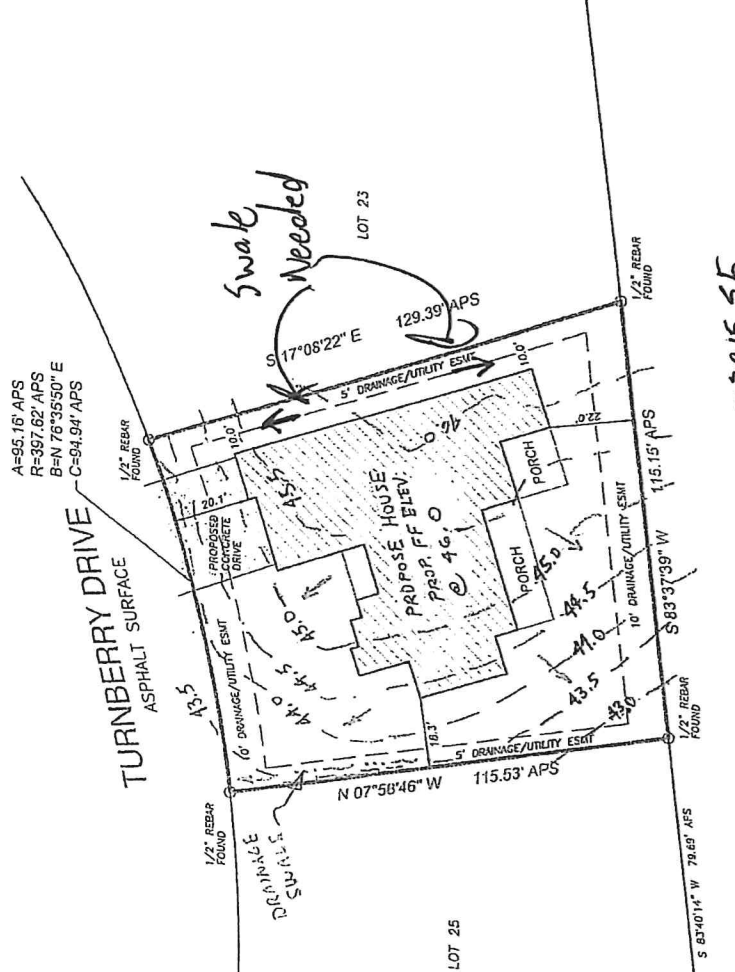 A=95.16' APS
R=397.62' APS
B=N 76°35'50" E
C=94.94' APS
TURNBERRY DRIVE
ASPHALT SURFACE
1/2" REBAR
FOUND
1/2" REBAR
FOUND
Swale
Needed
LOT 23
S 17°08'22" E
129.39' APS
5' DRAINAGE/UTILITY ESMT
10.0'
10.0'
20.1'
PROPOSED
CONCRETE
DRIVE
43.5
0' DRAINAGE/UTILITY ESMT
44.0
44.5
45.0
45.5
46.0
PROPOSE HOUSE
PROP. FF ELEV.
@ 46.0
PORCH
PORCH
22.0'
45.0
44.5
44.0
43.5
43.0
10' DRAINAGE/UTILITY ESMT
115.15' APS
S 83°37'39" W
18.3'
5' DRAINAGE/UTILITY ESMT
N 07°58'46" W
115.53' APS
DRAINAGE
SWALE
LOT 25
1/2" REBAR
FOUND
1/2" REBAR
FOUND
S 83°40'14" W 79.69' APS